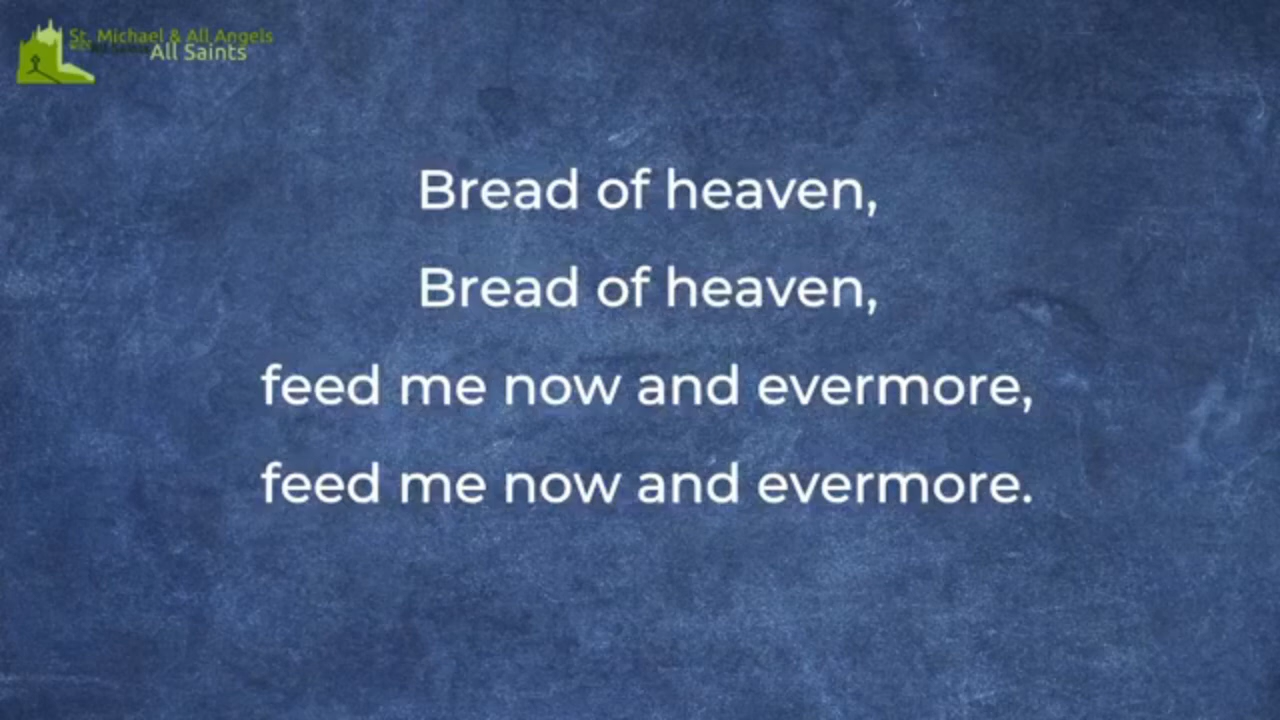 St. Michael & All Angels
All Saints
Bread of heaven,
Bread of heaven,
feed me now and evermore,
feed me now and evermore.